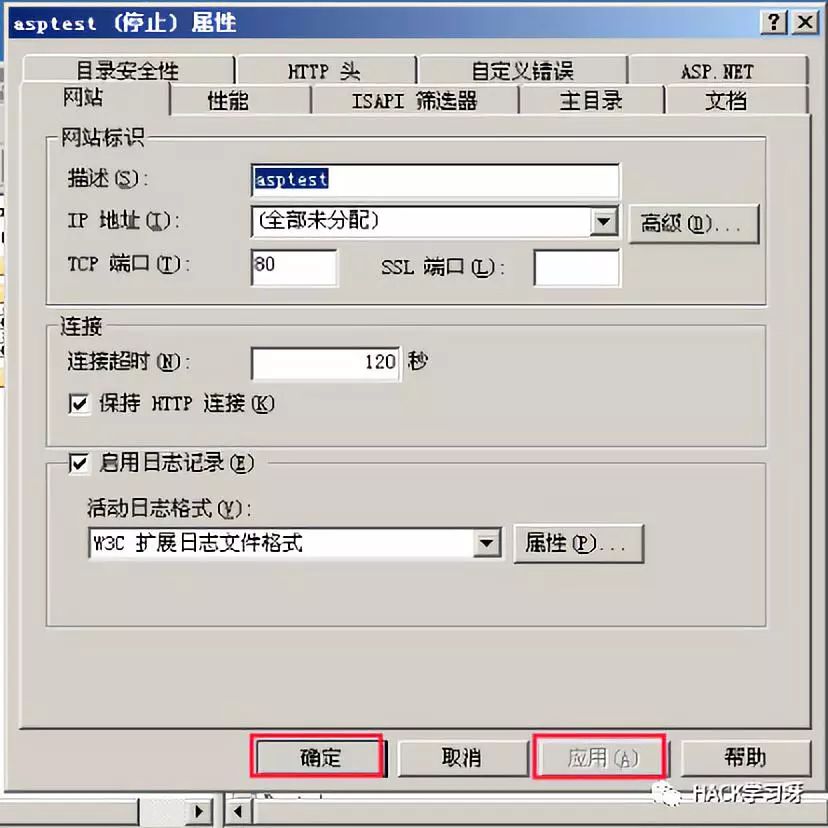 asptest (停止) 属性
目录安全性 HTTP 头 自定义错误 ASP.NET
网站 性能 ISAPI 筛选器 主目录 文档
网站标识
描述(S): asptest
IP 地址(I): (全部未分配) 高级(D)...
TCP 端口(T): 80 SSL 端口(L):
连接
连接超时(N): 120 秒
保持 HTTP 连接(K)
启用日志记录(E)
活动日志格式(V):
W3C 扩展日志文件格式 属性(P)...
确定 取消 应用(A) 帮助
HACK学习呀